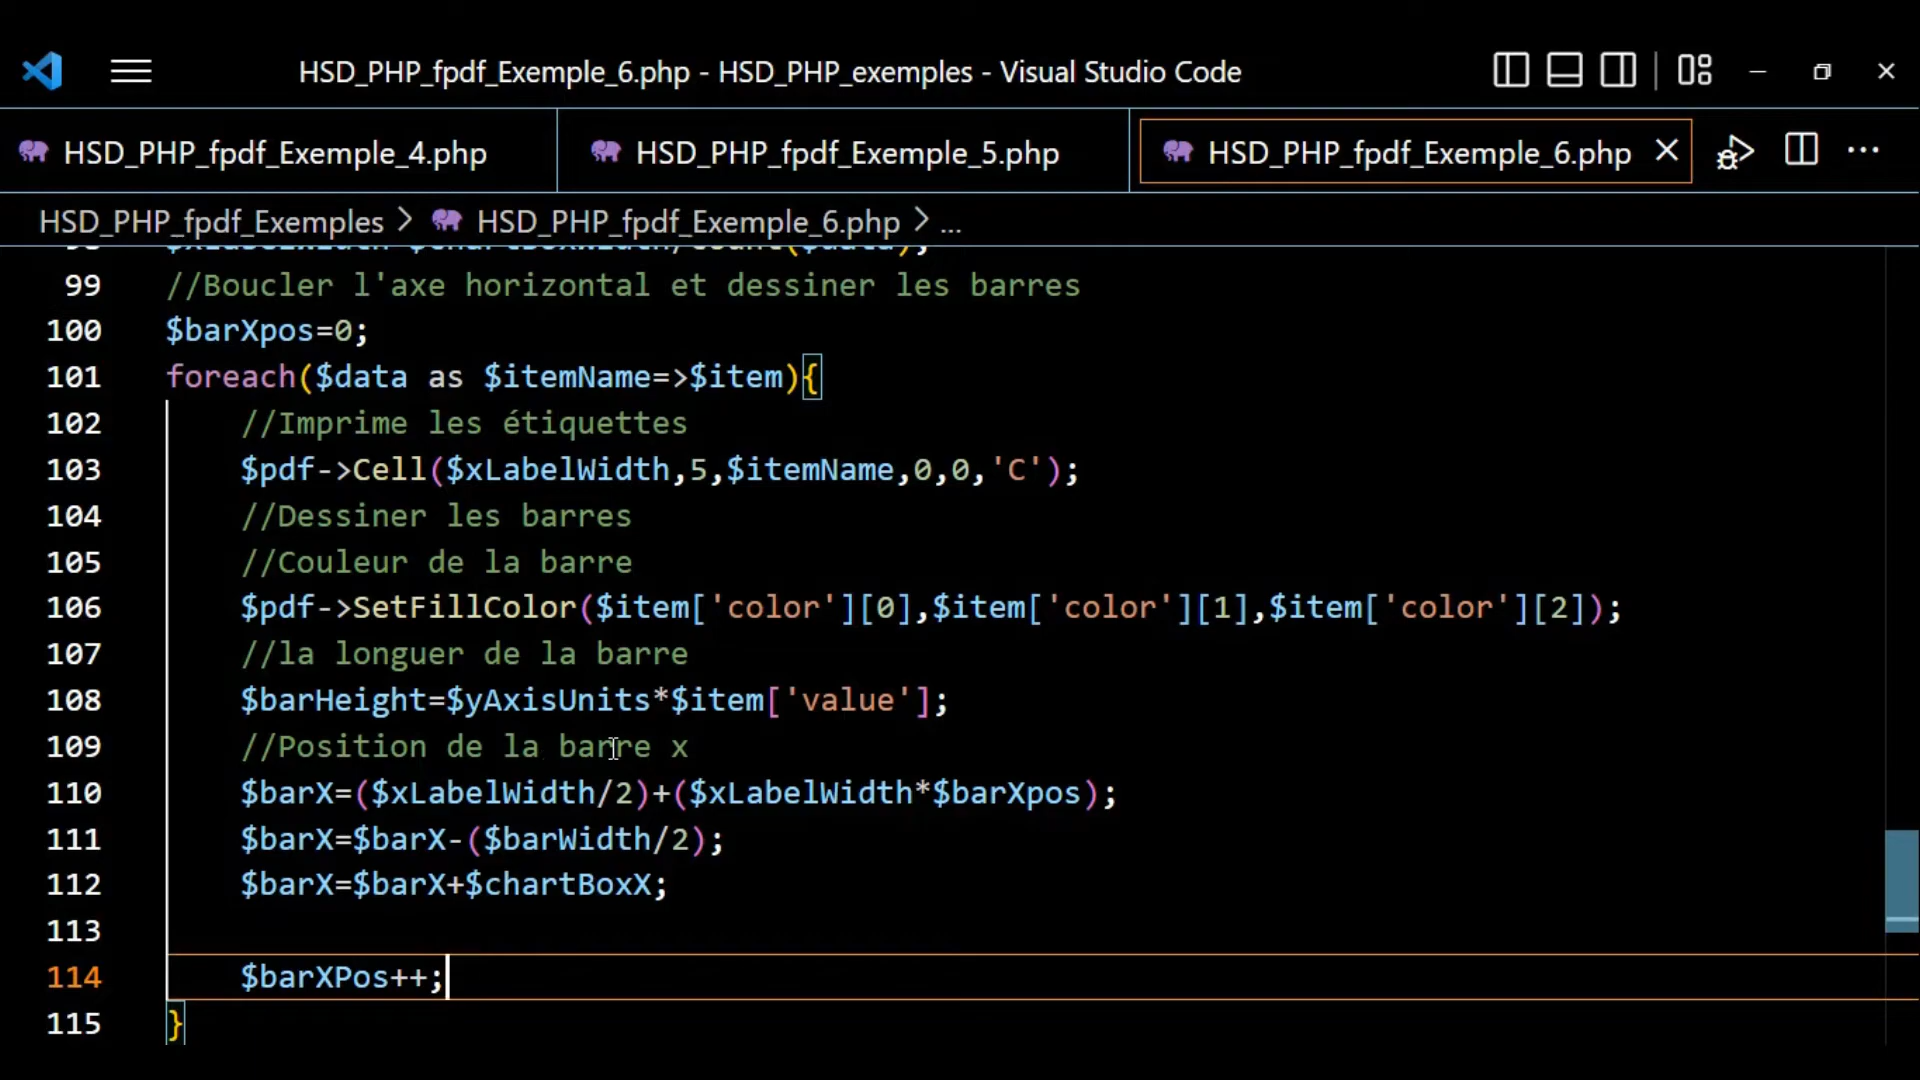 HSD_PHP_fpdf_Exemple_6.php - HSD_PHP_exemples - Visual Studio Code
HSD_PHP_fpdf_Exemple_4.php HSD_PHP_fpdf_Exemple_5.php HSD_PHP_fpdf_Exemple_6.php
HSD_PHP_fpdf_Exemples > HSD_PHP_fpdf_Exemple_6.php > ...
99 //Boucler l'axe horizontal et dessiner les barres
100 $barXpos=0;
101 foreach($data as $itemName=>$item){
102 //Imprime les étiquettes
103 $pdf->Cell($xLabelWidth,5,$itemName,0,0,'C');
104 //Dessiner les barres
105 //Couleur de la barre
106 $pdf->SetFillColor($item['color'][0],$item['color'][1],$item['color'][2]);
107 //la longuer de la barre
108 $barHeight=$yAxisUnits*$item['value'];
109 //Position de la barre x
110 $barX=($xLabelWidth/2)+($xLabelWidth*$barXpos);
111 $barX=$barX-($barWidth/2);
112 $barX=$barX+$chartBoxX;
113
114 $barXPos++;
115 }